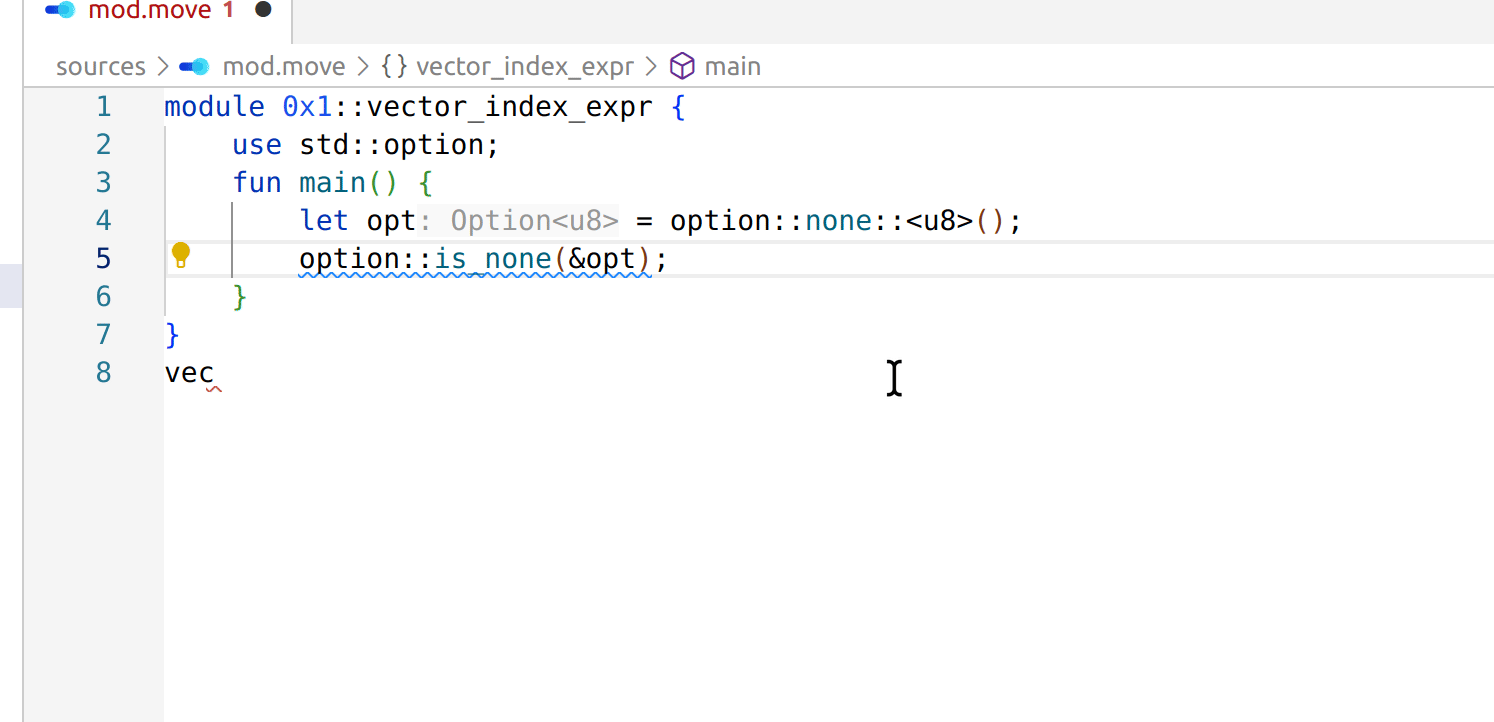 mod.move 1
sources > mod.move > {} vector_index_expr > main
1 module 0x1::vector_index_expr {
2     use std::option;
3     fun main() {
4         let opt: Option<u8> = option::none::<u8>();
5         option::is_none(&opt);
6     }
7 }
8 vec